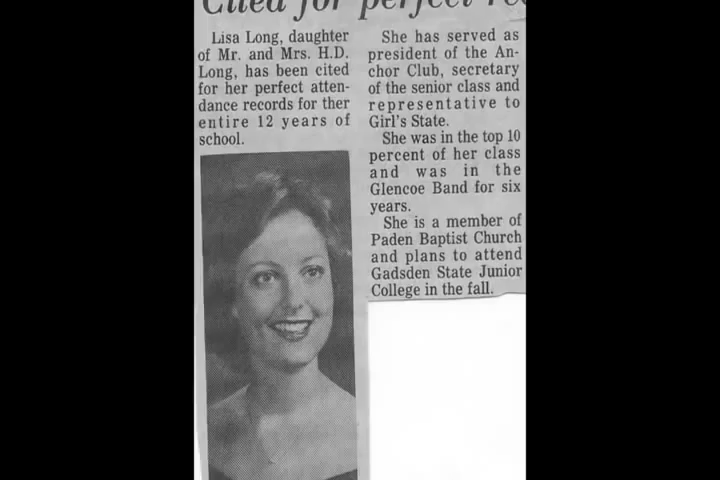 Cited for perfect rec
Lisa Long, daughter
of Mr. and Mrs. H.D.
Long, has been cited
for her perfect atten-
dance records for ther
entire 12 years of
school.
She has served as
president of the An-
chor Club, secretary
of the senior class and
representative to
Girl's State.
She was in the top 10
percent of her class
and was in the
Glencoe Band for six
years.
She is a member of
Paden Baptist Church
and plans to attend
Gadsden State Junior
College in the fall.